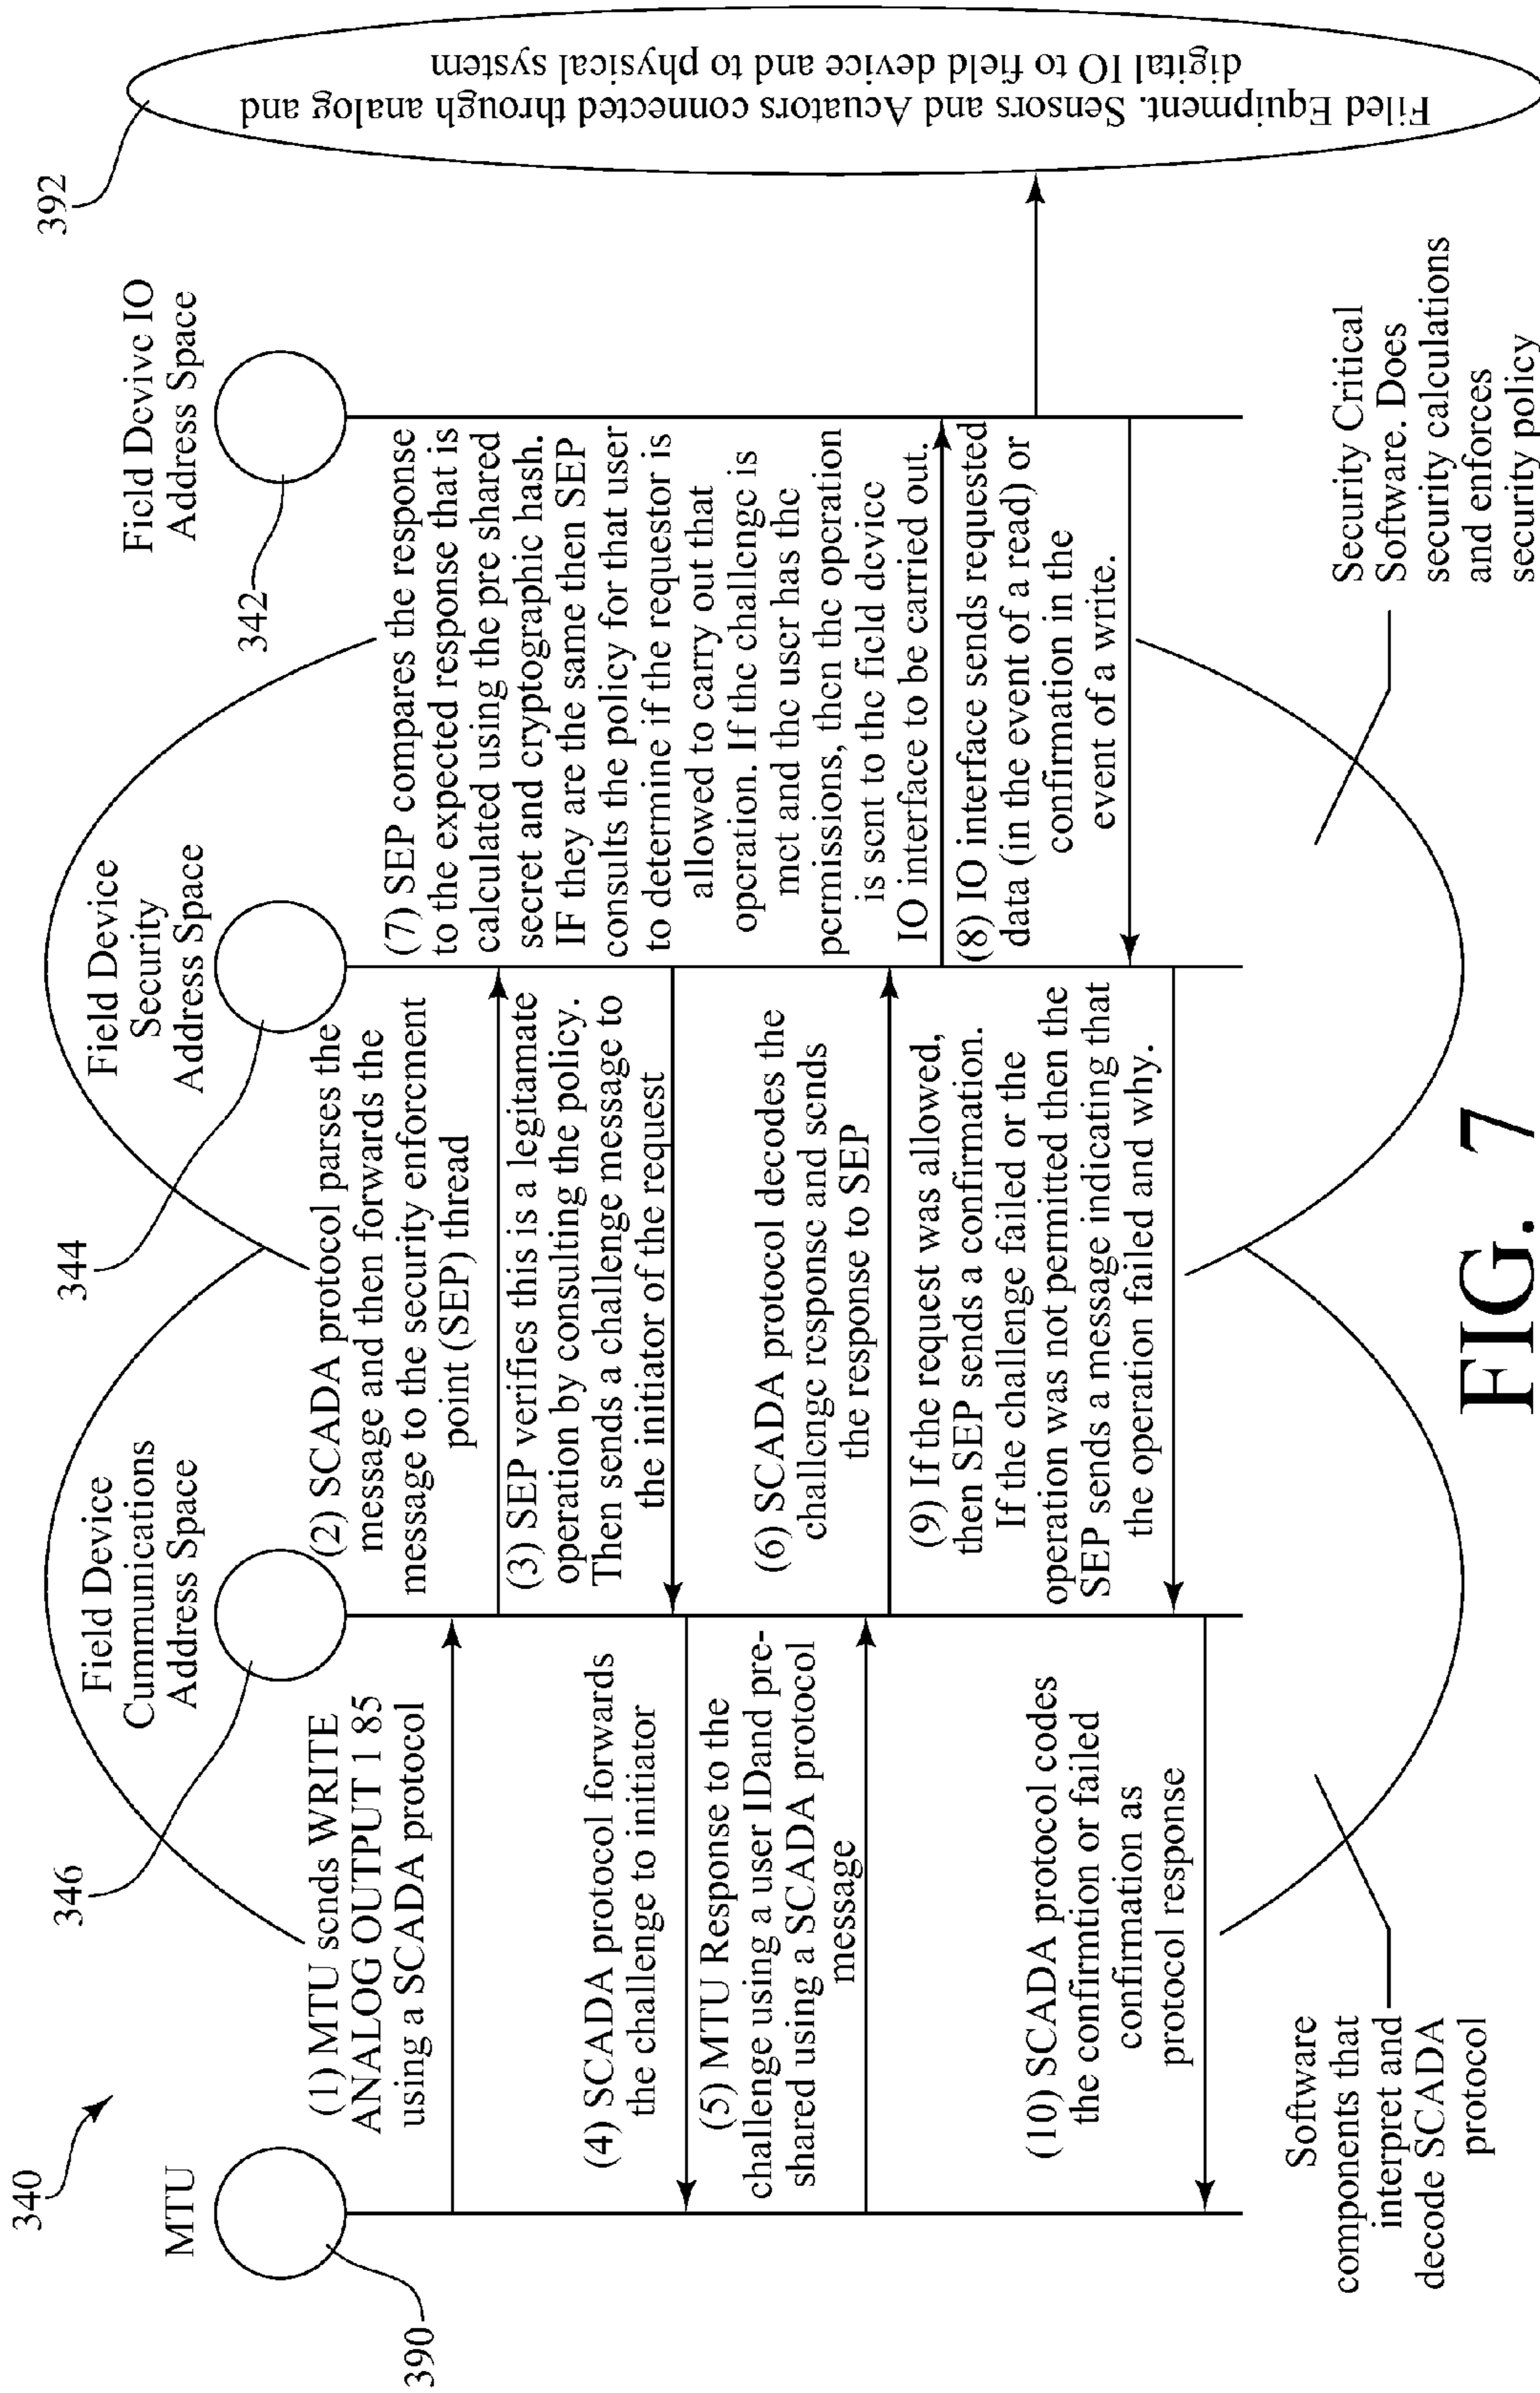 340
MTU
390
346
Field Device
Cummunications
Address Space
344
Field Device
Security
Address Space
342
Field Devivc IO
Address Space
392
Filed Equipment. Sensors and Acuators connected through analog and
digital IO to field device and to physical system
(1) MTU sends WRITE
ANALOG OUTPUT 1 85
using a SCADA protocol
(2) SCADA protocol parses the
message and then forwards the
message to the security enforcment
point (SEP) thread
(3) SEP verifies this is a legitamate
operation by consulting the policy.
Then sends a challenge message to
the initiator of the request
(4) SCADA protocol forwards
the challenge to initiator
(5) MTU Response to the
challenge using a user IDand pre-
shared using a SCADA protocol
message
(6) SCADA protocol decodes the
challenge response and sends
the response to SEP
(7) SEP compares the response
to the expected response that is
calculated using the pre shared
secret and cryptographic hash.
IF they are the same then SEP
consults the policy for that user
to determine if the requestor is
allowed to carry out that
operation. If the challenge is
met and the user has the
permissions, then the operation
is sent to the field device
IO interface to be carried out.
(8) IO interface sends requested
data (in the event of a read) or
confirmation in the
event of a write.
(9) If the request was allowed,
then SEP sends a confirmation.
If the challenge failed or the
operation was not permitted then the
SEP sends a message indicating that
the operation failed and why.
(10) SCADA protocol codes
the confirmtion or failed
confirmation as
protocol response
Software
components that
interpret and
decode SCADA
protocol
Security Critical
Software. Does
security calculations
and enforces
security policy
FIG. 7